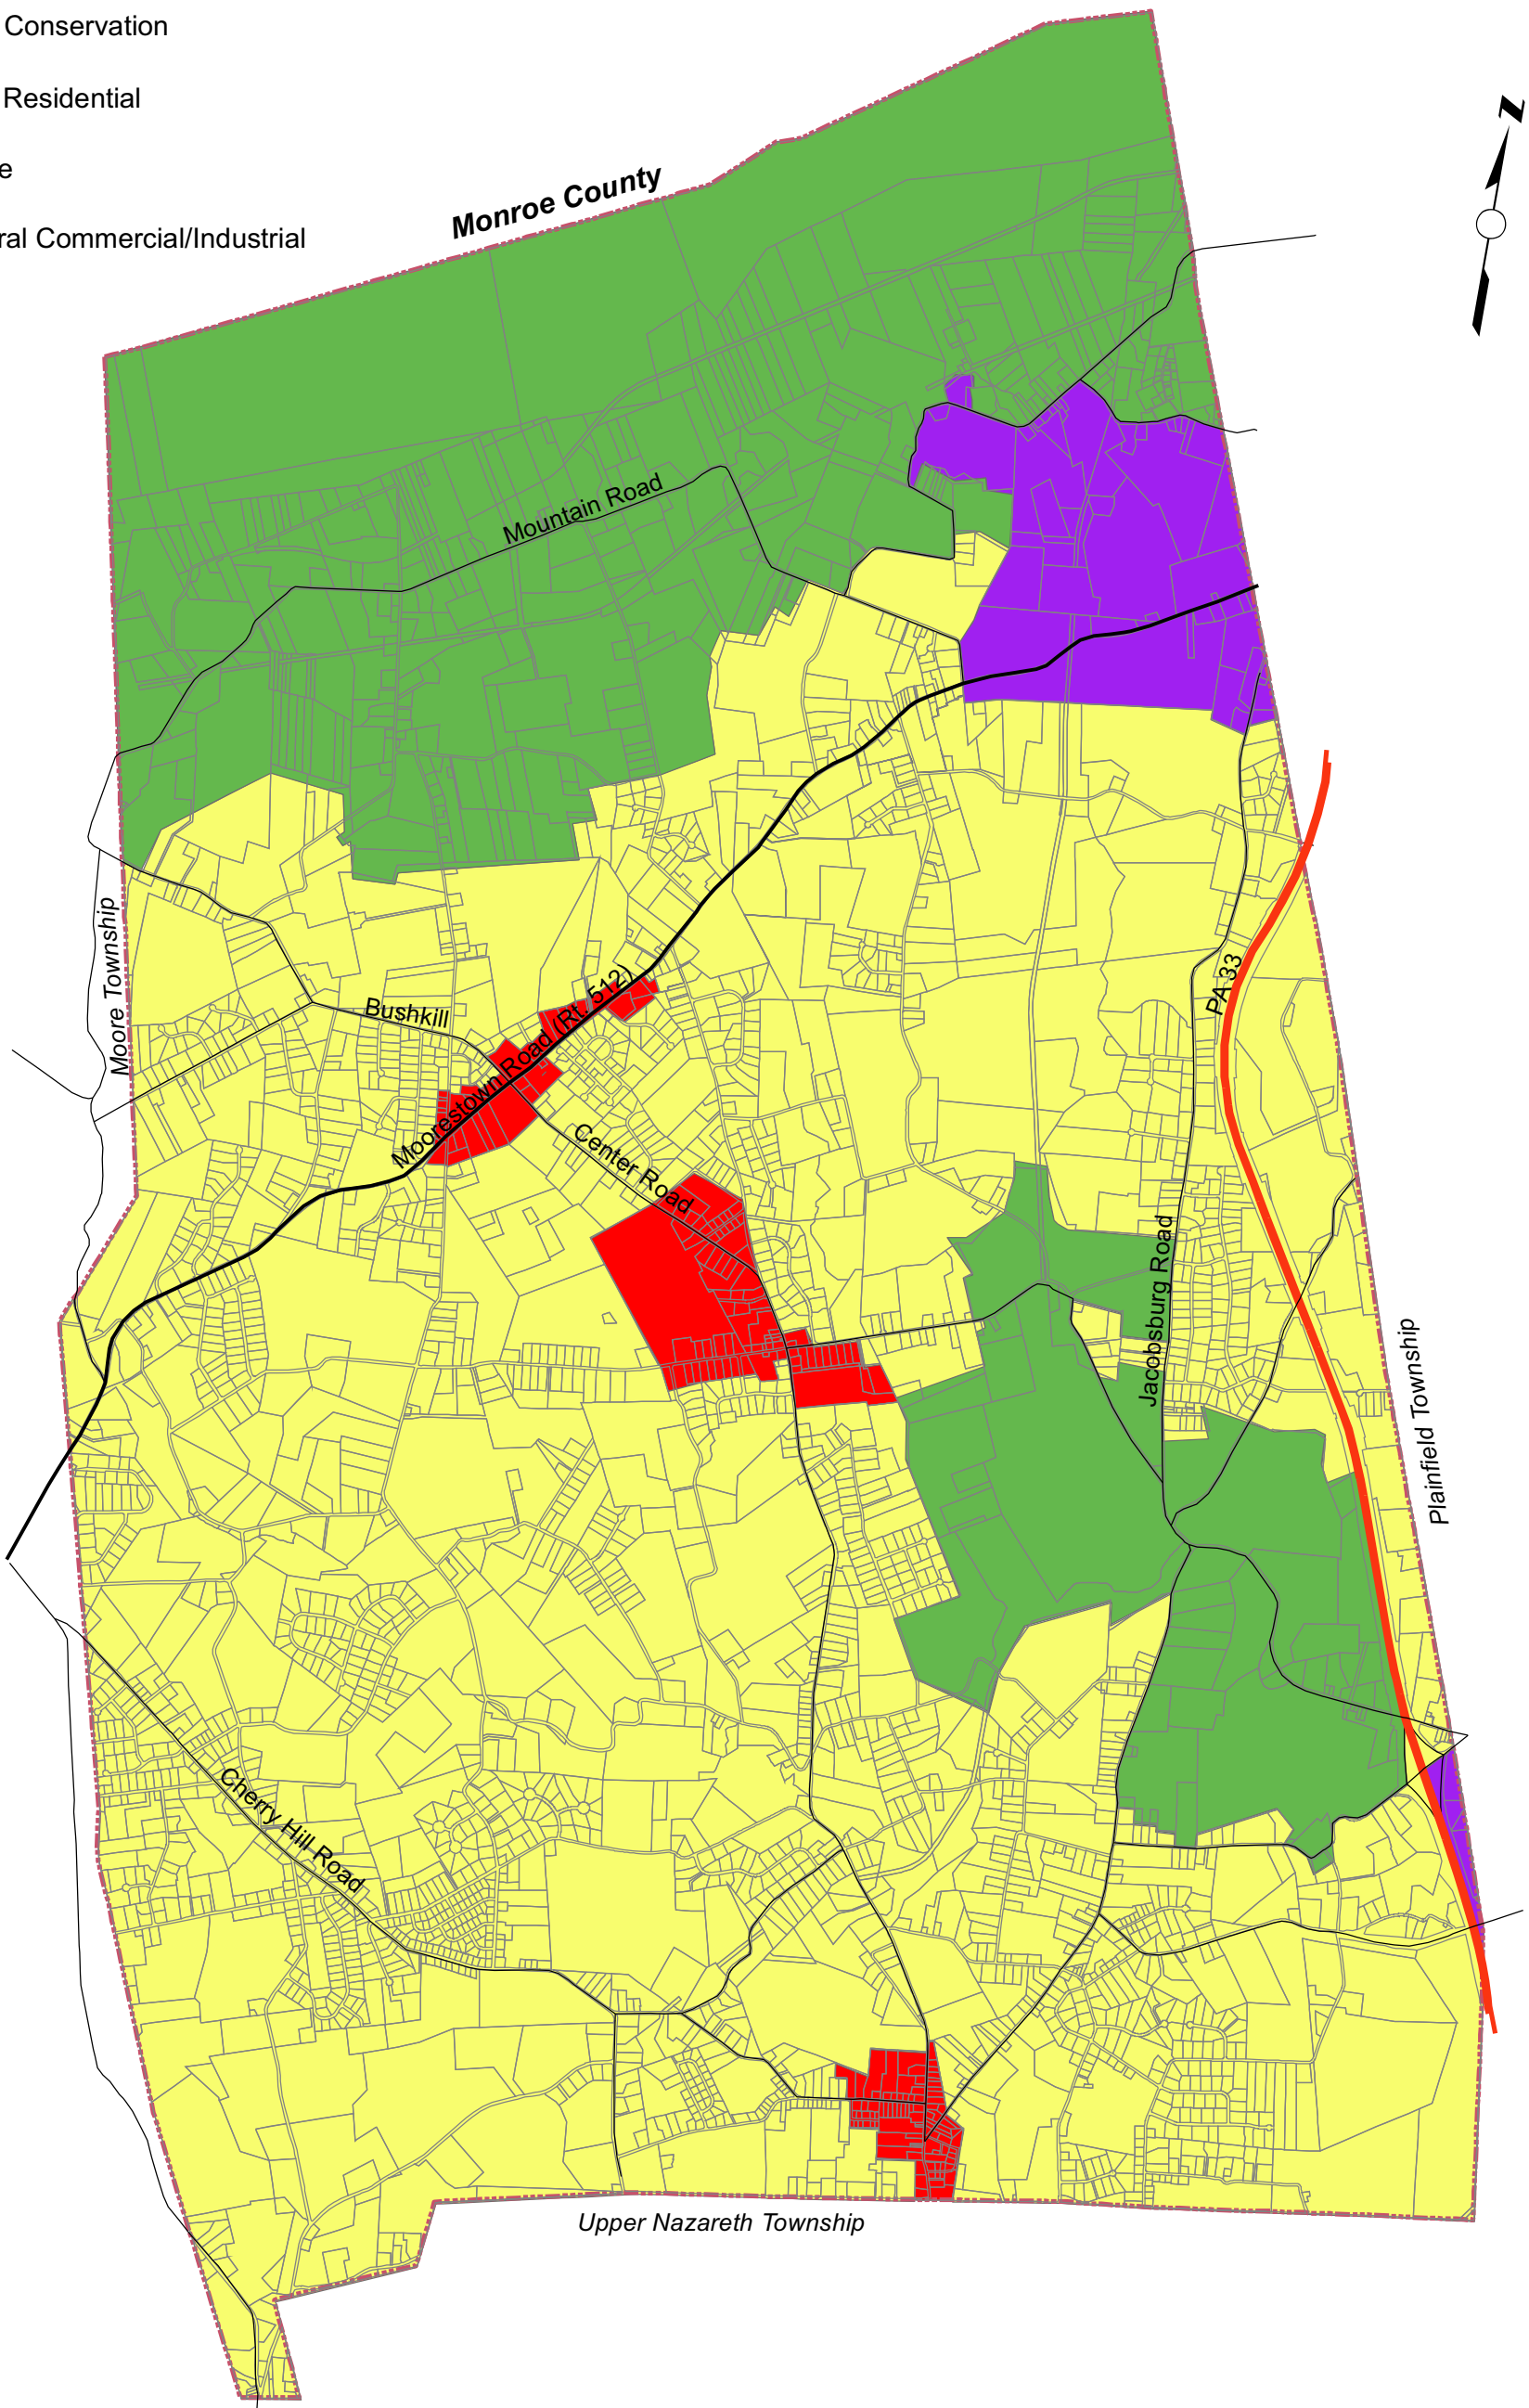 Conservation
Residential
e
ral Commercial/Industrial
N
Monroe County
Mountain Road
Moore Township
Bushkill
Moorestown Road (Rt. 512)
PA 33
Center Road
Jacobsburg Road
Plainfield Township
Cherry Hill Road
Upper Nazareth Township